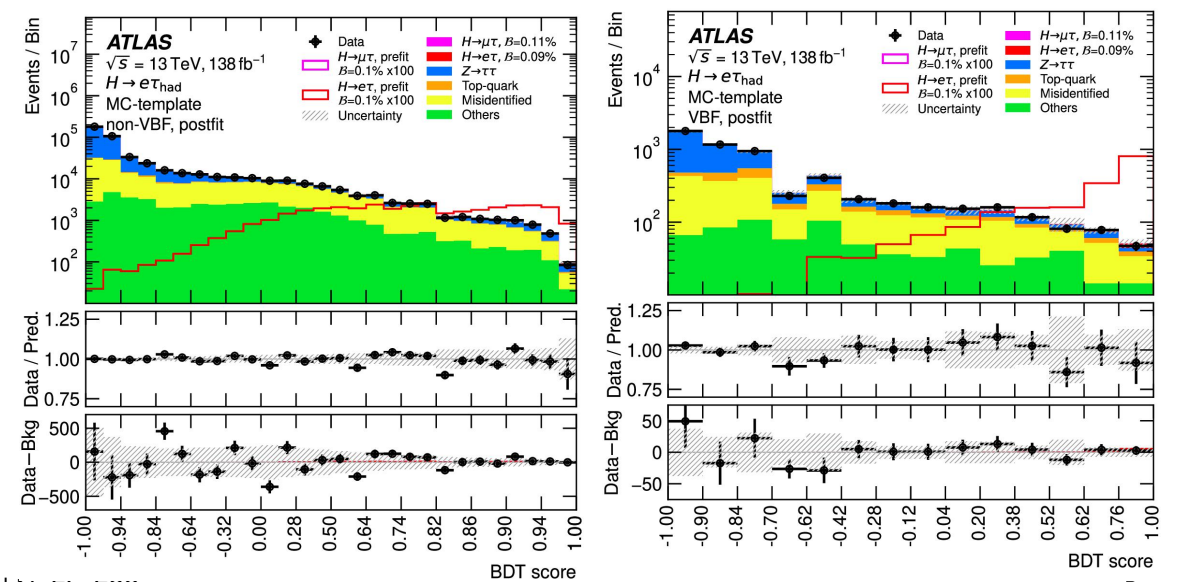 ATLAS
√s = 13 TeV, 138 fb⁻¹
H→eτhad
MC-template
non-VBF, postfit
Data
H→μτ, prefit
ℬ=0.1% x100
H→eτ, prefit
ℬ=0.1% x100
Uncertainty
H→μτ, ℬ=0.11%
H→eτ, ℬ=0.09%
Z→ττ
Top-quark
Misidentified
Others
Events / Bin
10⁷
10⁶
10⁵
10⁴
10³
10²
Data / Pred.
1.25
1.00
0.75
Data−Bkg
500
0
−500
-1.00 -0.94 -0.84 -0.64 -0.32 0.00 0.28 0.50 0.64 0.74 0.82 0.86 0.90 0.94 1.00
BDT score
ATLAS
√s = 13 TeV, 138 fb⁻¹
H→eτhad
MC-template
VBF, postfit
Data
H→μτ, prefit
ℬ=0.1% x100
H→eτ, prefit
ℬ=0.1% x100
Uncertainty
H→μτ, ℬ=0.11%
H→eτ, ℬ=0.09%
Z→ττ
Top-quark
Misidentified
Others
Events / Bin
10⁴
10³
10²
Data / Pred.
1.25
1.00
0.75
Data−Bkg
50
0
−50
-1.00 -0.90 -0.84 -0.70 -0.62 -0.42 -0.28 -0.12 0.04 0.20 0.38 0.52 0.62 0.76 1.00
BDT score